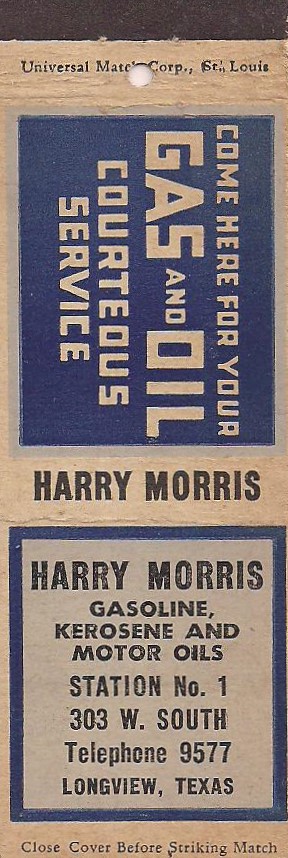 Universal Match Corp., St. Louis
COME HERE FOR YOUR
GAS AND OIL
COURTEOUS
SERVICE
HARRY MORRIS
HARRY MORRIS
GASOLINE,
KEROSENE AND
MOTOR OILS
STATION No. 1
303 W. SOUTH
Telephone 9577
LONGVIEW, TEXAS
Close Cover Before Striking Match